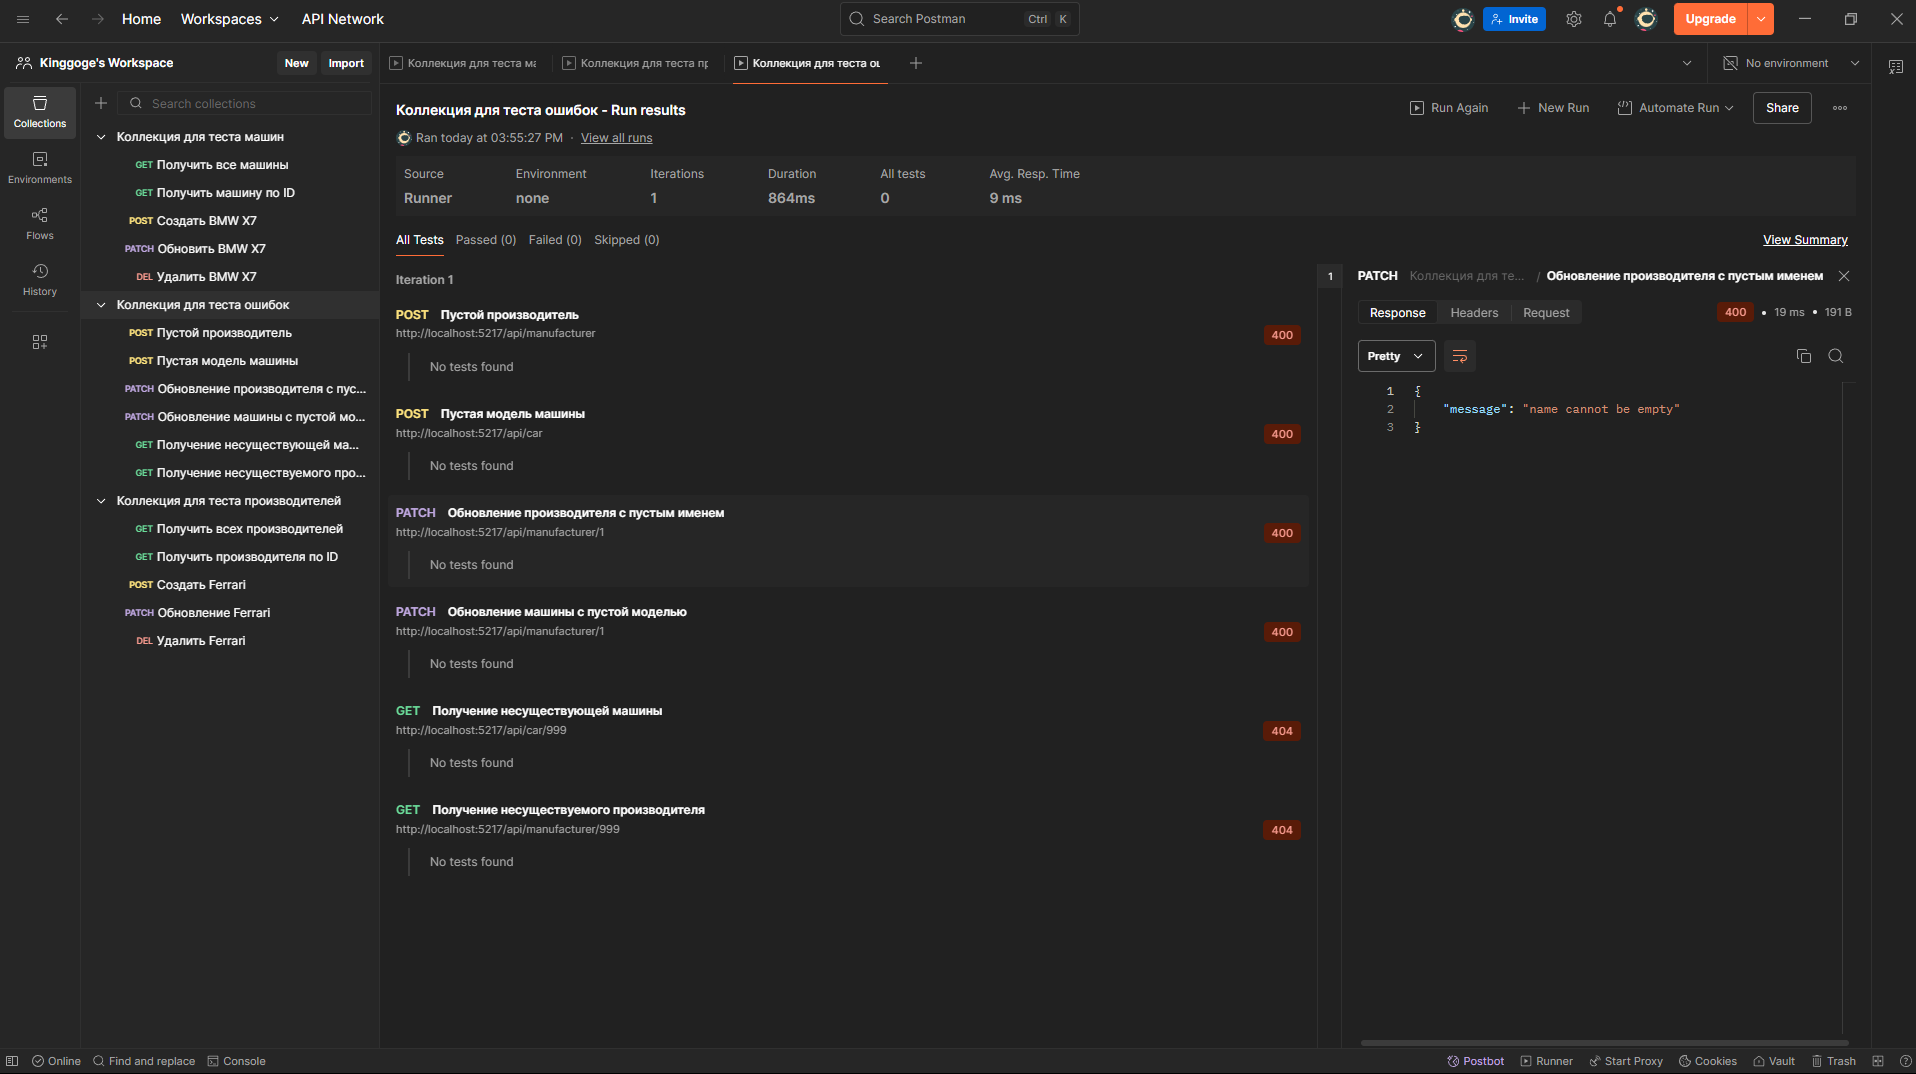 Home Workspaces API Network Search Postman Ctrl K Invite Upgrade
Kinggoge's Workspace New Import
Коллекция для теста ма
Коллекция для теста пр
Коллекция для теста ош
No environment
Collections
Environments
Flows
History
Search collections
Коллекция для теста машин
GET Получить все машины
GET Получить машину по ID
POST Создать BMW X7
PATCH Обновить BMW X7
DEL Удалить BMW X7
Коллекция для теста ошибок
POST Пустой производитель
POST Пустая модель машины
PATCH Обновление производителя с пус...
PATCH Обновление машины с пустой мо...
GET Получение несуществующей ма...
GET Получение несуществуемого про...
Коллекция для теста производителей
GET Получить всех производителей
GET Получить производителя по ID
POST Создать Ferrari
PATCH Обновление Ferrari
DEL Удалить Ferrari
Коллекция для теста ошибок - Run results
Run Again New Run Automate Run Share
Ran today at 03:55:27 PM · View all runs
Source Environment Iterations Duration All tests Avg. Resp. Time
Runner none 1 864ms 0 9 ms
All Tests Passed (0) Failed (0) Skipped (0) View Summary
Iteration 1
POST Пустой производитель
http://localhost:5217/api/manufacturer
400
No tests found
POST Пустая модель машины
http://localhost:5217/api/car
400
No tests found
PATCH Обновление производителя с пустым именем
http://localhost:5217/api/manufacturer/1
400
No tests found
PATCH Обновление машины с пустой моделью
http://localhost:5217/api/manufacturer/1
400
No tests found
GET Получение несуществующей машины
http://localhost:5217/api/car/999
404
No tests found
GET Получение несуществуемого производителя
http://localhost:5217/api/manufacturer/999
404
No tests found
1
PATCH Коллекция для те... / Обновление производителя с пустым именем
Response Headers Request 400 • 19 ms • 191 B
Pretty
1 {
2 "message": "name cannot be empty"
3 }
Online Find and replace Console Postbot Runner Start Proxy Cookies Vault Trash